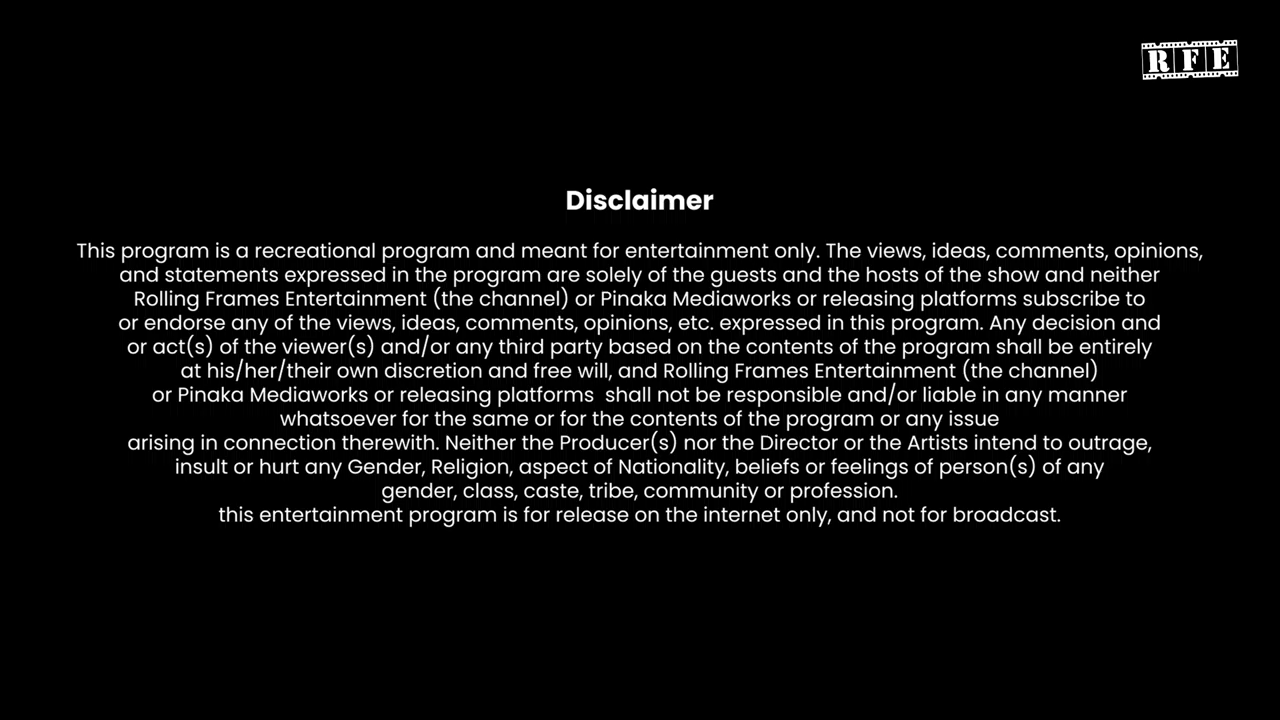 RFE
Disclaimer
This program is a recreational program and meant for entertainment only. The views, ideas, comments, opinions,
and statements expressed in the program are solely of the guests and the hosts of the show and neither
Rolling Frames Entertainment (the channel) or Pinaka Mediaworks or releasing platforms subscribe to
or endorse any of the views, ideas, comments, opinions, etc. expressed in this program. Any decision and
or act(s) of the viewer(s) and/or any third party based on the contents of the program shall be entirely
at his/her/their own discretion and free will, and Rolling Frames Entertainment (the channel)
or Pinaka Mediaworks or releasing platforms  shall not be responsible and/or liable in any manner
whatsoever for the same or for the contents of the program or any issue
arising in connection therewith. Neither the Producer(s) nor the Director or the Artists intend to outrage,
insult or hurt any Gender, Religion, aspect of Nationality, beliefs or feelings of person(s) of any
gender, class, caste, tribe, community or profession.
this entertainment program is for release on the internet only, and not for broadcast.